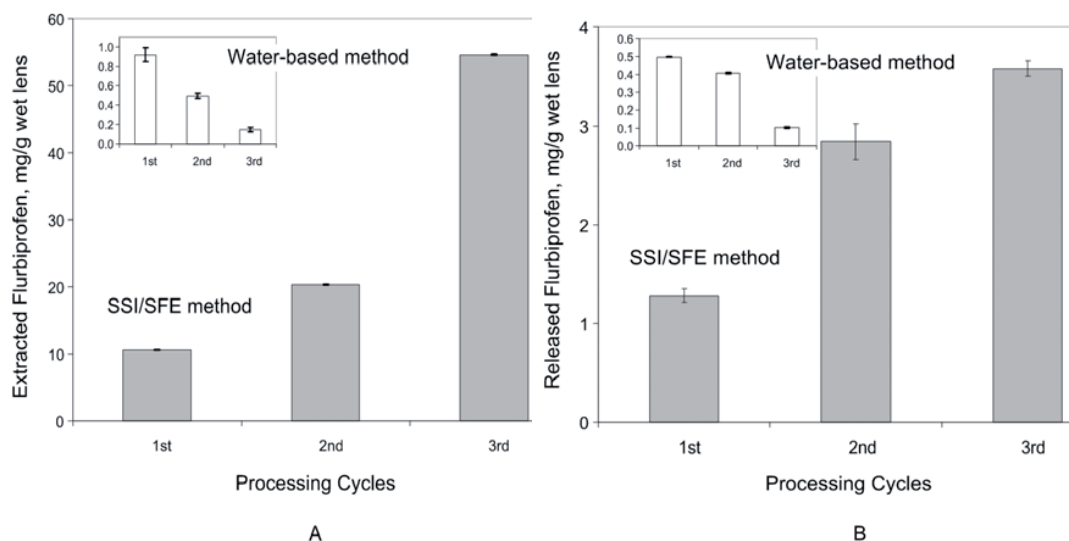 Extracted Flurbiprofen, mg/g wet lens
60
50
40
30
20
10
0
1.0
0.8
0.6
0.4
0.2
0.0
1st
2nd
3rd
Water-based method
SSI/SFE method
1st
2nd
3rd
Processing Cycles
A
Released Flurbiprofen, mg/g wet lens
4
3
2
1
0
0.6
0.5
0.4
0.3
0.2
0.1
0.0
1st
2nd
3rd
Water-based method
SSI/SFE method
1st
2nd
3rd
Processing Cycles
B